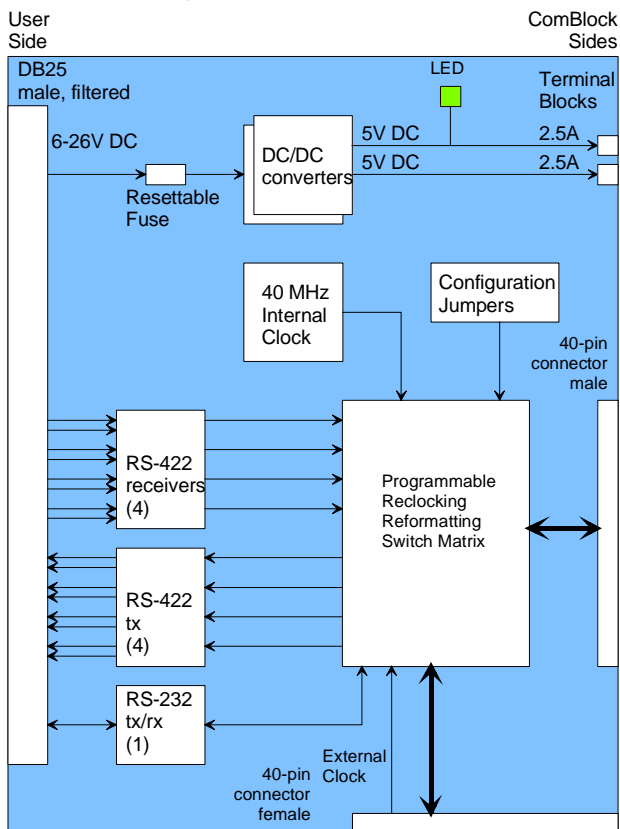 User
Side
ComBlock
Sides
DB25
male, filtered
LED
Terminal
Blocks
6-26V DC
DC/DC
converters
5V DC
2.5A
5V DC
2.5A
Resettable
Fuse
40 MHz
Internal
Clock
Configuration
Jumpers
40-pin
connector
male
RS-422
receivers
(4)
Programmable
Reclocking
Reformatting
Switch Matrix
RS-422
tx
(4)
RS-232
tx/rx
(1)
External
Clock
40-pin
connector
female